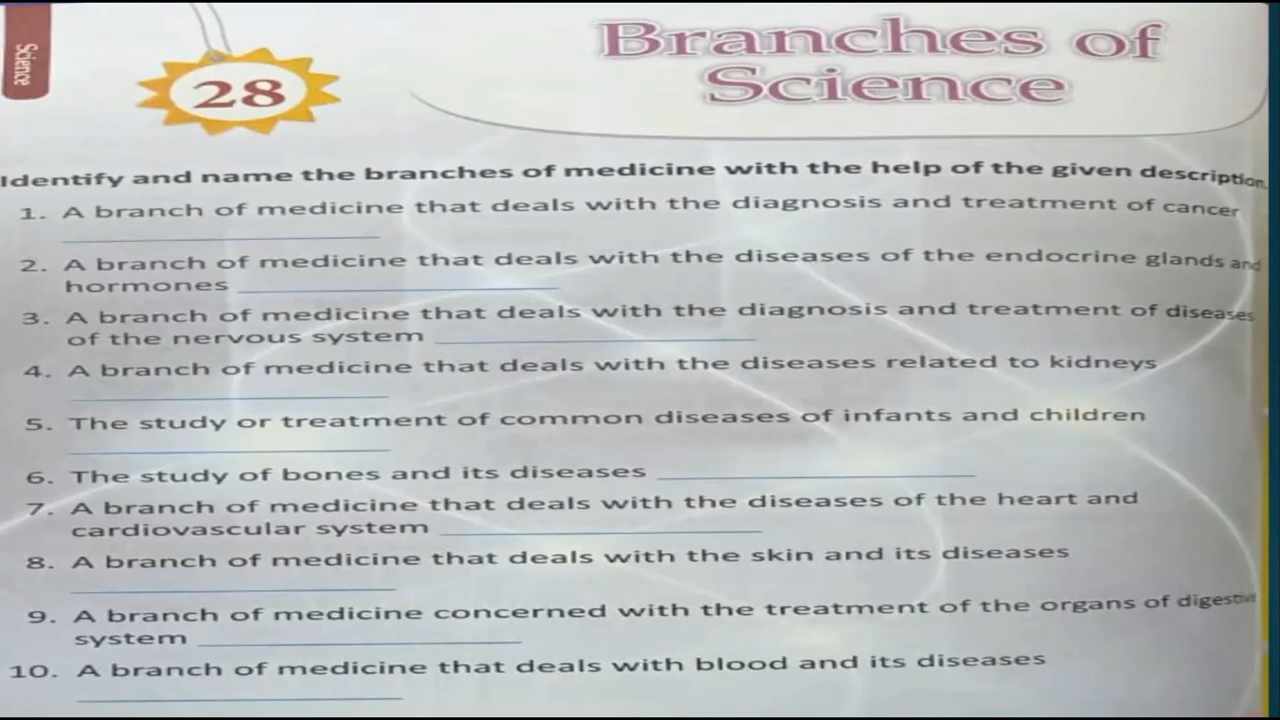 Science
28
Branches of
Science
Identify and name the branches of medicine with the help of the given description.
1. A branch of medicine that deals with the diagnosis and treatment of cancer
2. A branch of medicine that deals with the diseases of the endocrine glands and
hormones
3. A branch of medicine that deals with the diagnosis and treatment of diseases
of the nervous system
4. A branch of medicine that deals with the diseases related to kidneys
5. The study or treatment of common diseases of infants and children
6. The study of bones and its diseases
7. A branch of medicine that deals with the diseases of the heart and
cardiovascular system
8. A branch of medicine that deals with the skin and its diseases
9. A branch of medicine concerned with the treatment of the organs of digestive
system
10. A branch of medicine that deals with blood and its diseases